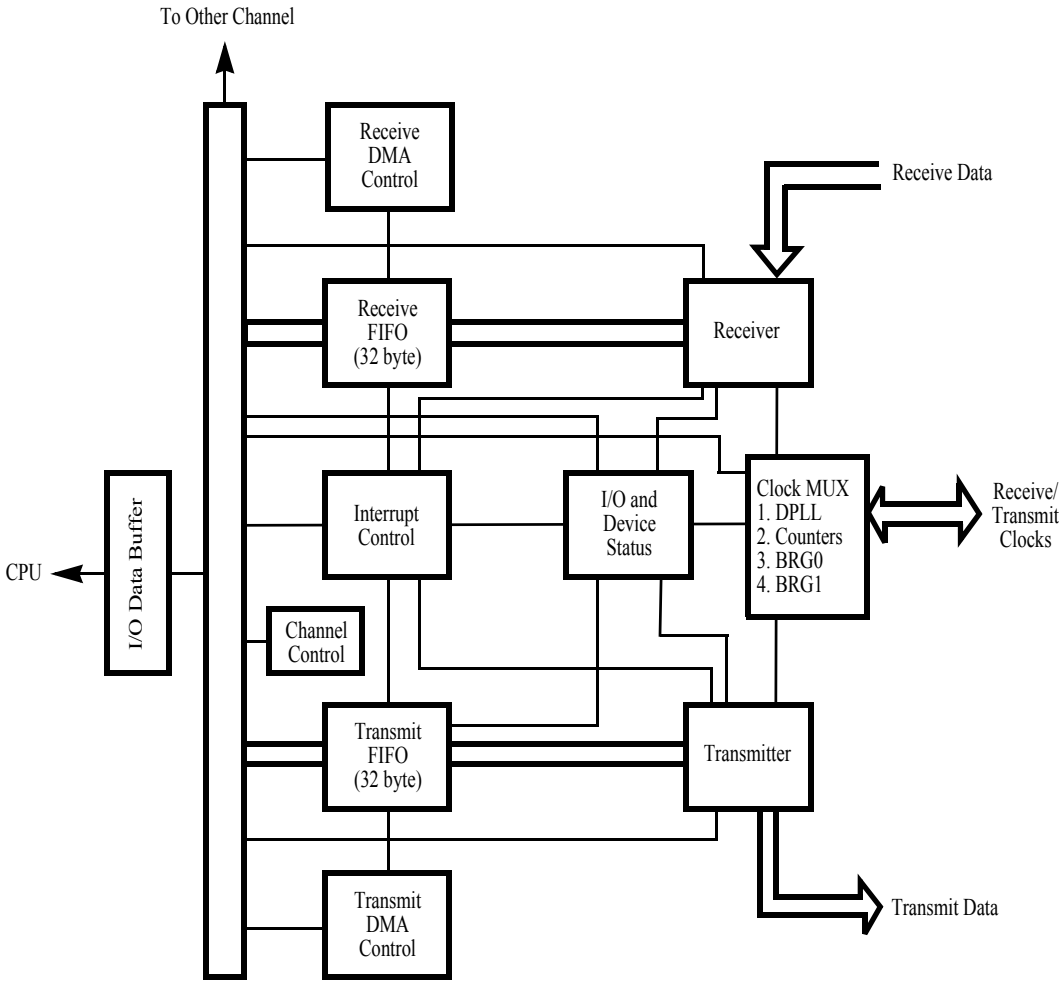 To Other Channel
Receive
DMA
Control
Receive Data
Receive
FIFO
(32 byte)
Receiver
CPU
I/O Data Buffer
Interrupt
Control
I/O and
Device
Status
Clock MUX
1. DPLL
2. Counters
3. BRG0
4. BRG1
Receive/
Transmit
Clocks
Channel
Control
Transmit
FIFO
(32 byte)
Transmitter
Transmit
DMA
Control
Transmit Data